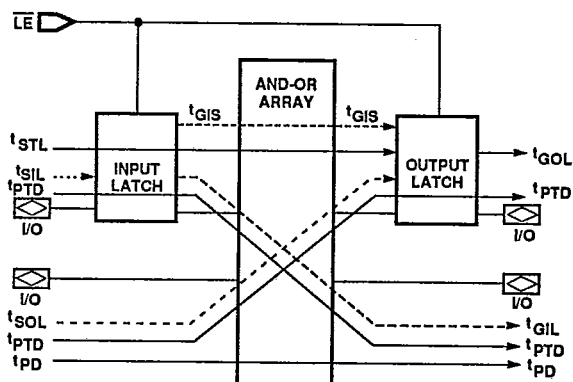 LE
AND-OR
ARRAY
tGIS
tGIS
tSTL
tSIL
tPTD
I/O
INPUT
LATCH
OUTPUT
LATCH
tGOL
tPTD
I/O
I/O
I/O
tSOL
tPTD
tPD
tGIL
tPTD
tPD